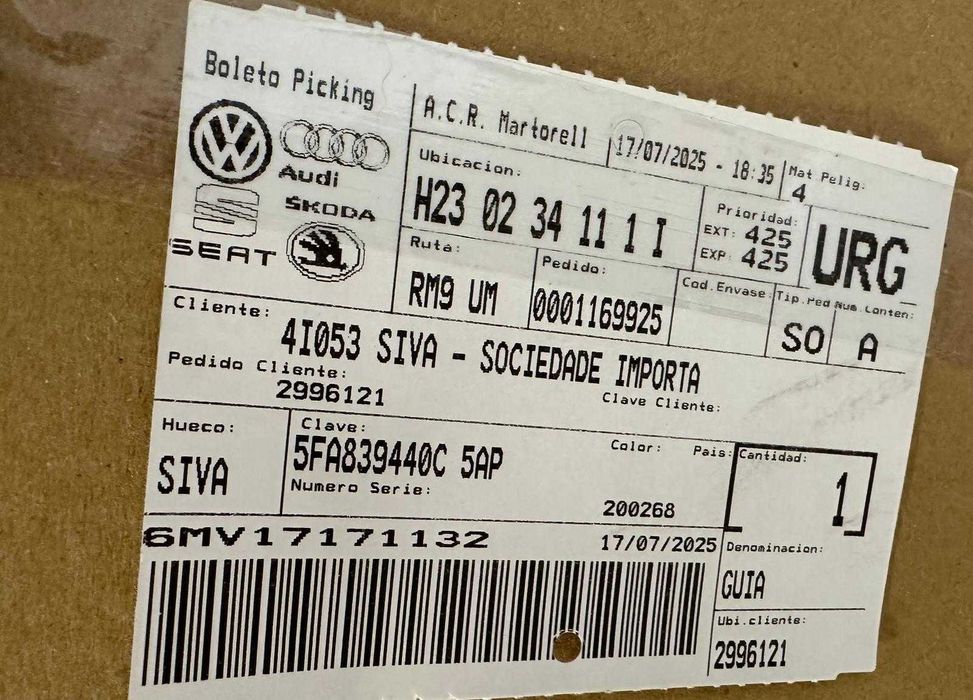 Boleto Picking
Audi
SEAT
ŠKODA
A.C.R. Martorell
17/07/2025 - 18:35
Mat Pelig:
4
Ubicacion:
H23 02 34 11 1 I
Prioridad:
EXT: 425
EXP: 425
URG
Ruta:
RM9 UM
Pedido:
0001169925
Cod.Envase:
Tip.Ped
SO
Num Conten:
A
Cliente:
4I053 SIVA - SOCIEDADE IMPORTA
Pedido Cliente:
2996121
Clave Cliente:
Hueco:
SIVA
Clave:
5FA839440C 5AP
Color:
Pais:
Cantidad:
1
Numero Serie:
200268
6MV17171132
17/07/2025
Denominacion:
GUIA
Ubi.cliente:
2996121